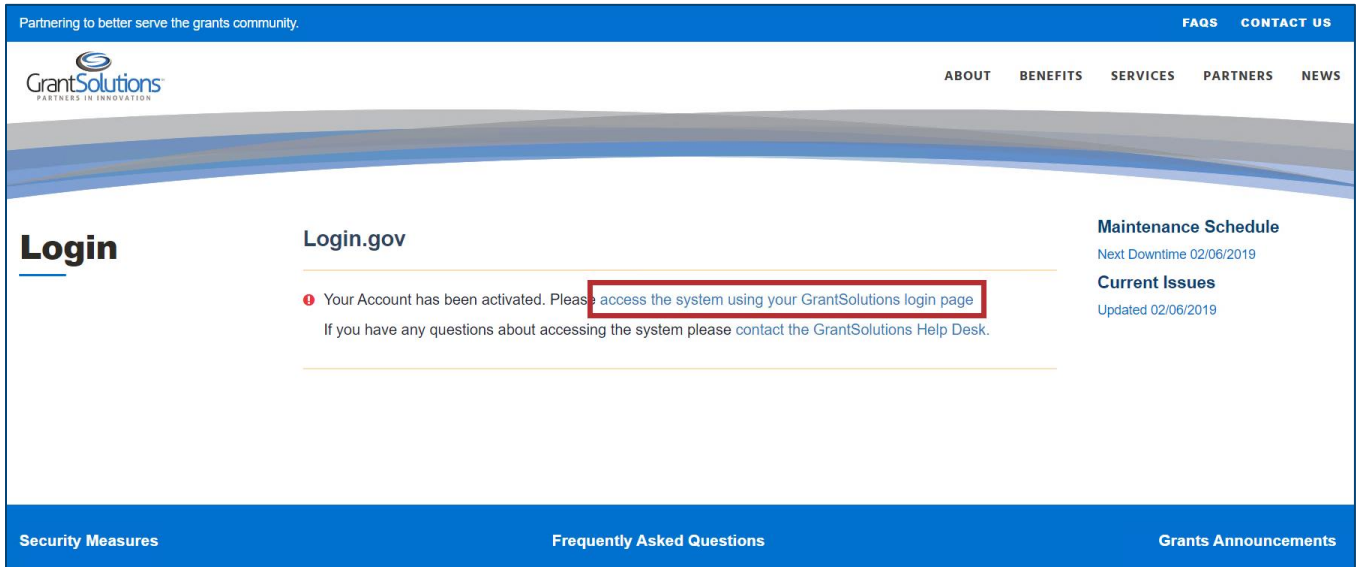 Partnering to better serve the grants community.
FAQS CONTACT US
GrantSolutions
PARTNERS IN INNOVATION
ABOUT BENEFITS SERVICES PARTNERS NEWS
Login
Login.gov
Your Account has been activated. Please access the system using your GrantSolutions login page
If you have any questions about accessing the system please contact the GrantSolutions Help Desk.
Maintenance Schedule
Next Downtime 02/06/2019
Current Issues
Updated 02/06/2019
Security Measures
Frequently Asked Questions
Grants Announcements